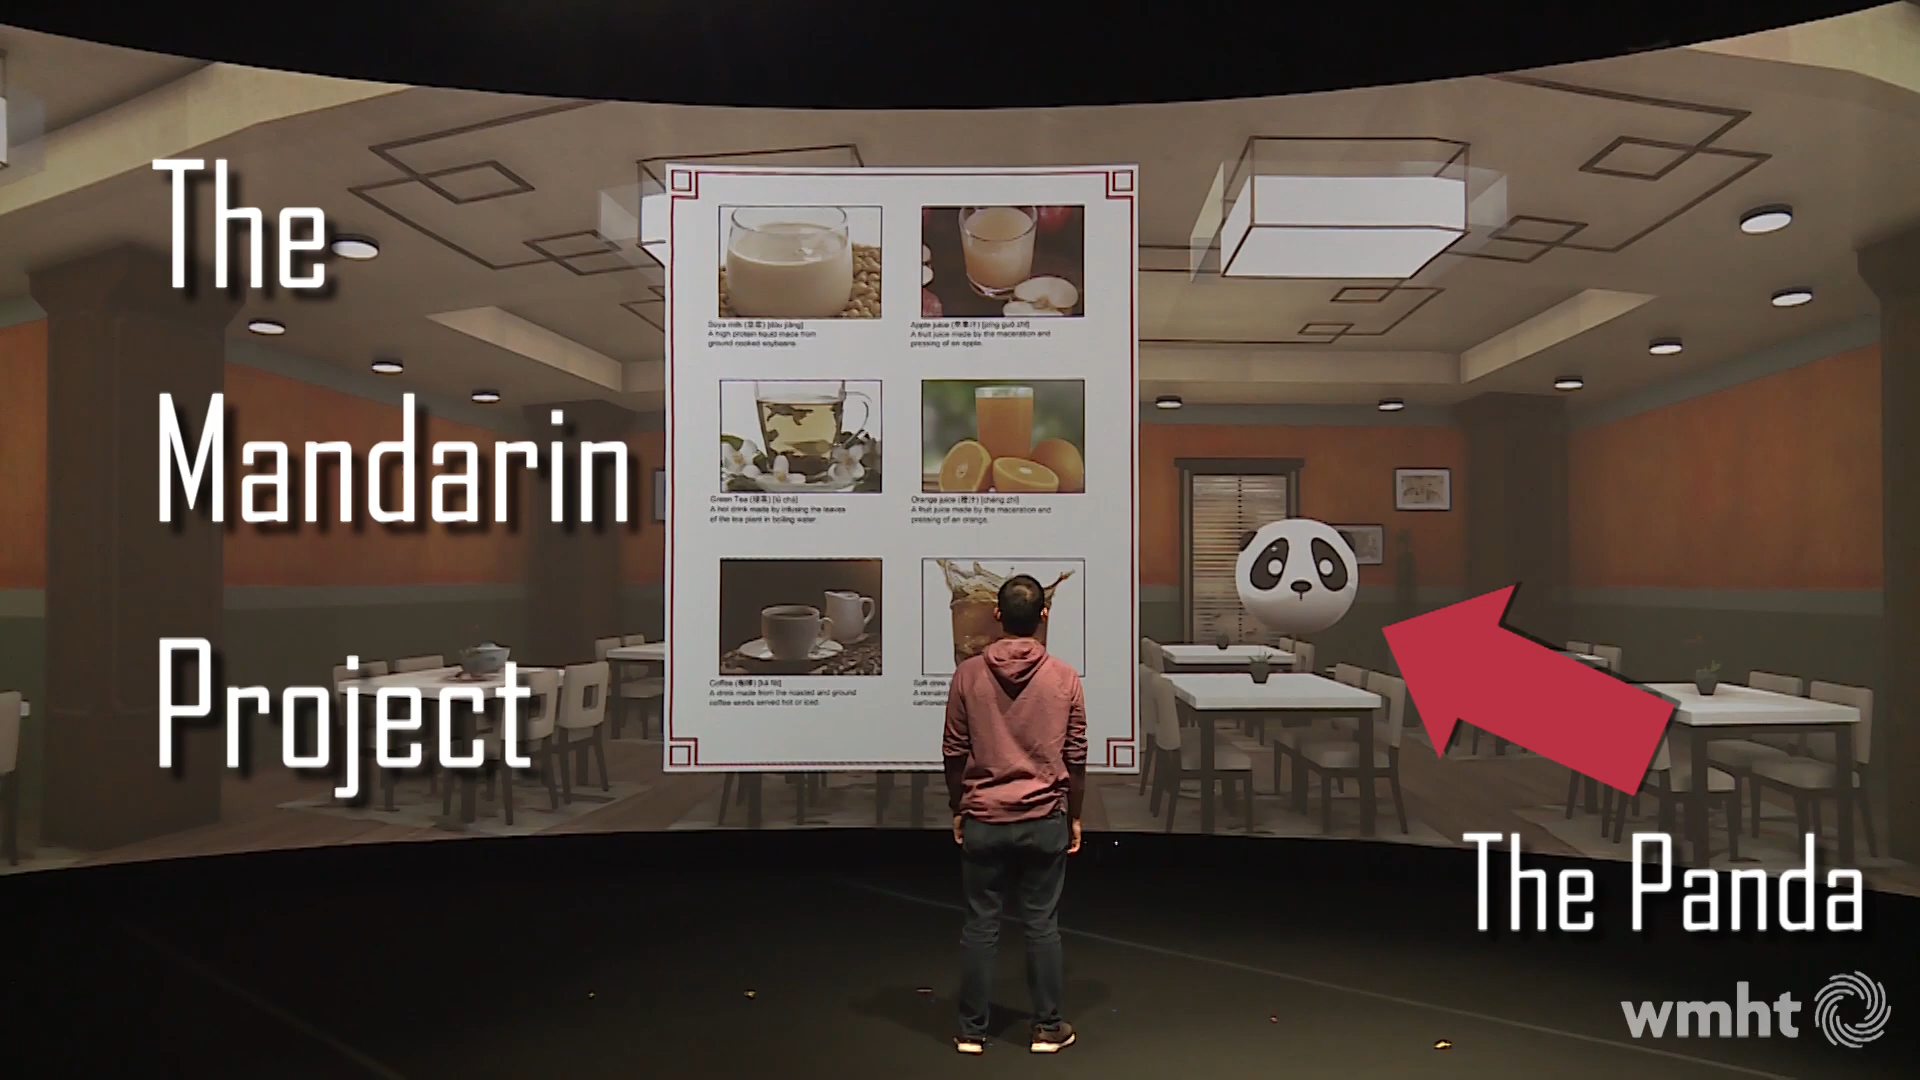 The
Mandarin
Project
Soya milk (豆浆) [dòu jiāng]
A high protein liquid made from
ground cooked soybeans.
Apple juice (苹果汁) [píng guǒ zhī]
A fruit juice made by the maceration and
pressing of an apple.
Green Tea (绿茶) [lǜ chá]
A hot drink made by infusing the leaves
of the tea plant in boiling water.
Orange juice (橙汁) [chéng zhī]
A fruit juice made by the maceration and
pressing of an orange.
Coffee (咖啡) [kā fēi]
A drink made from the roasted and ground
coffee seeds served hot or iced.
Soft drink
A
The Panda
wmht